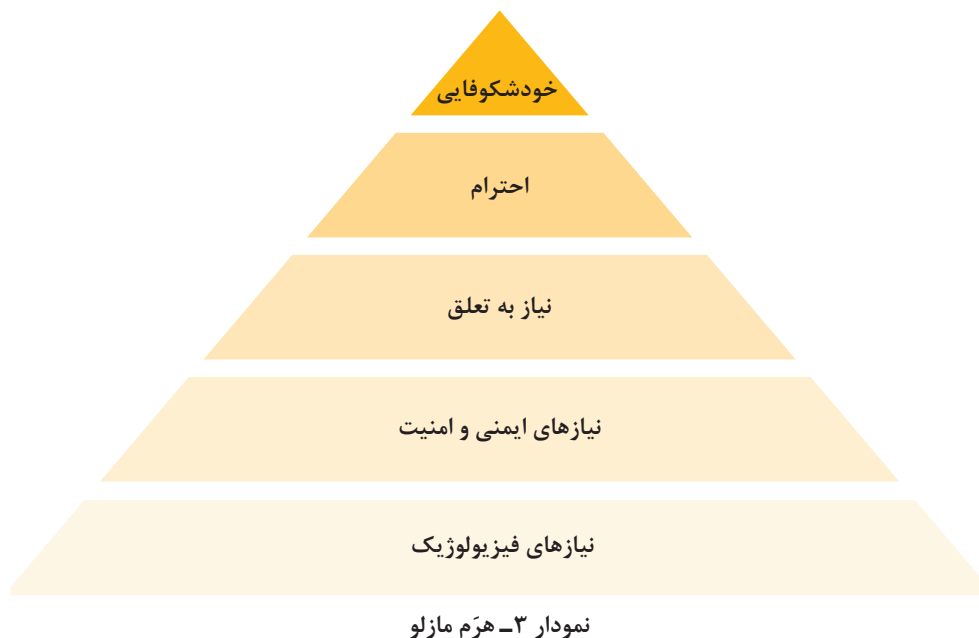 خودشکوفایی
احترام
نیاز به تعلق
نیازهای ایمنی و امنیت
نیازهای فیزیولوژیک
نمودار ۳ـ هرَم مازلو